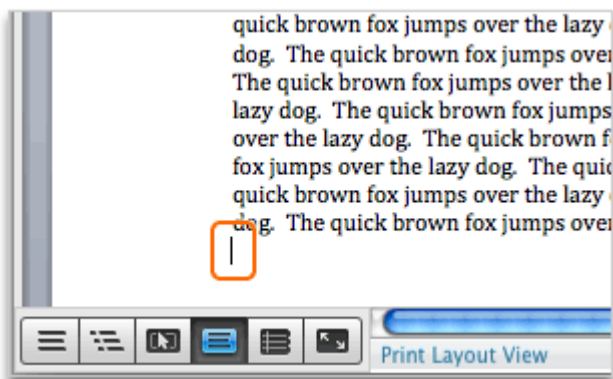 quick brown fox jumps over the lazy
dog. The quick brown fox jumps over
The quick brown fox jumps over the
lazy dog. The quick brown fox jumps
over the lazy dog. The quick brown
fox jumps over the lazy dog. The quic
quick brown fox jumps over the lazy
dog. The quick brown fox jumps over
Print Layout View